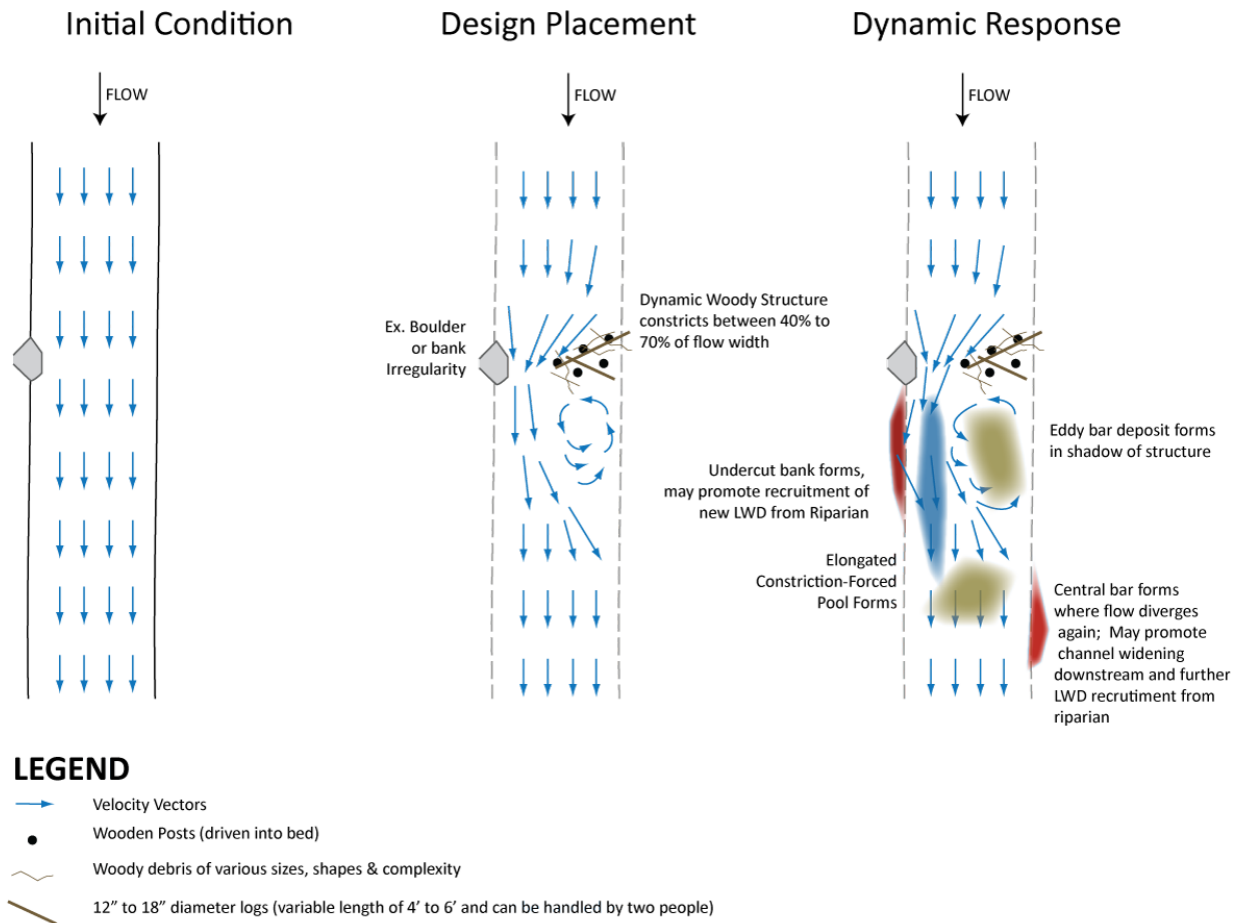 Initial Condition
Design Placement
Dynamic Response
FLOW
FLOW
FLOW
Ex. Boulder
or bank
Irregularity
Dynamic Woody Structure
constricts between 40% to
70% of flow width
Undercut bank forms,
may promote recruitment of
new LWD from Riparian
Elongated
Constriction-Forced
Pool Forms
Eddy bar deposit forms
in shadow of structure
Central bar forms
where flow diverges
again; May promote
channel widening
downstream and further
LWD recrutiment from
riparian
LEGEND
Velocity Vectors
Wooden Posts (driven into bed)
Woody debris of various sizes, shapes & complexity
12” to 18” diameter logs (variable length of 4’ to 6’ and can be handled by two people)